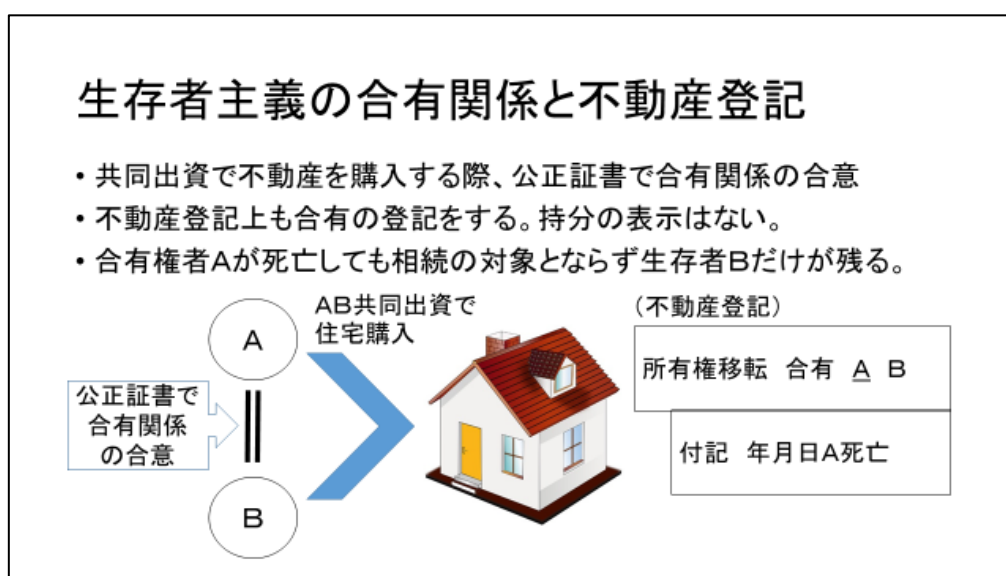 生存者主義の合有関係と不動産登記
• 共同出資で不動産を購入する際、公正証書で合有関係の合意
• 不動産登記上も合有の登記をする。持分の表示はない。
• 合有権者Aが死亡しても相続の対象とならず生存者Bだけが残る。
A
AB共同出資で
住宅購入
公正証書で
合有関係
の合意
B
(不動産登記)
所有権移転 合有 A B
付記 年月日A死亡